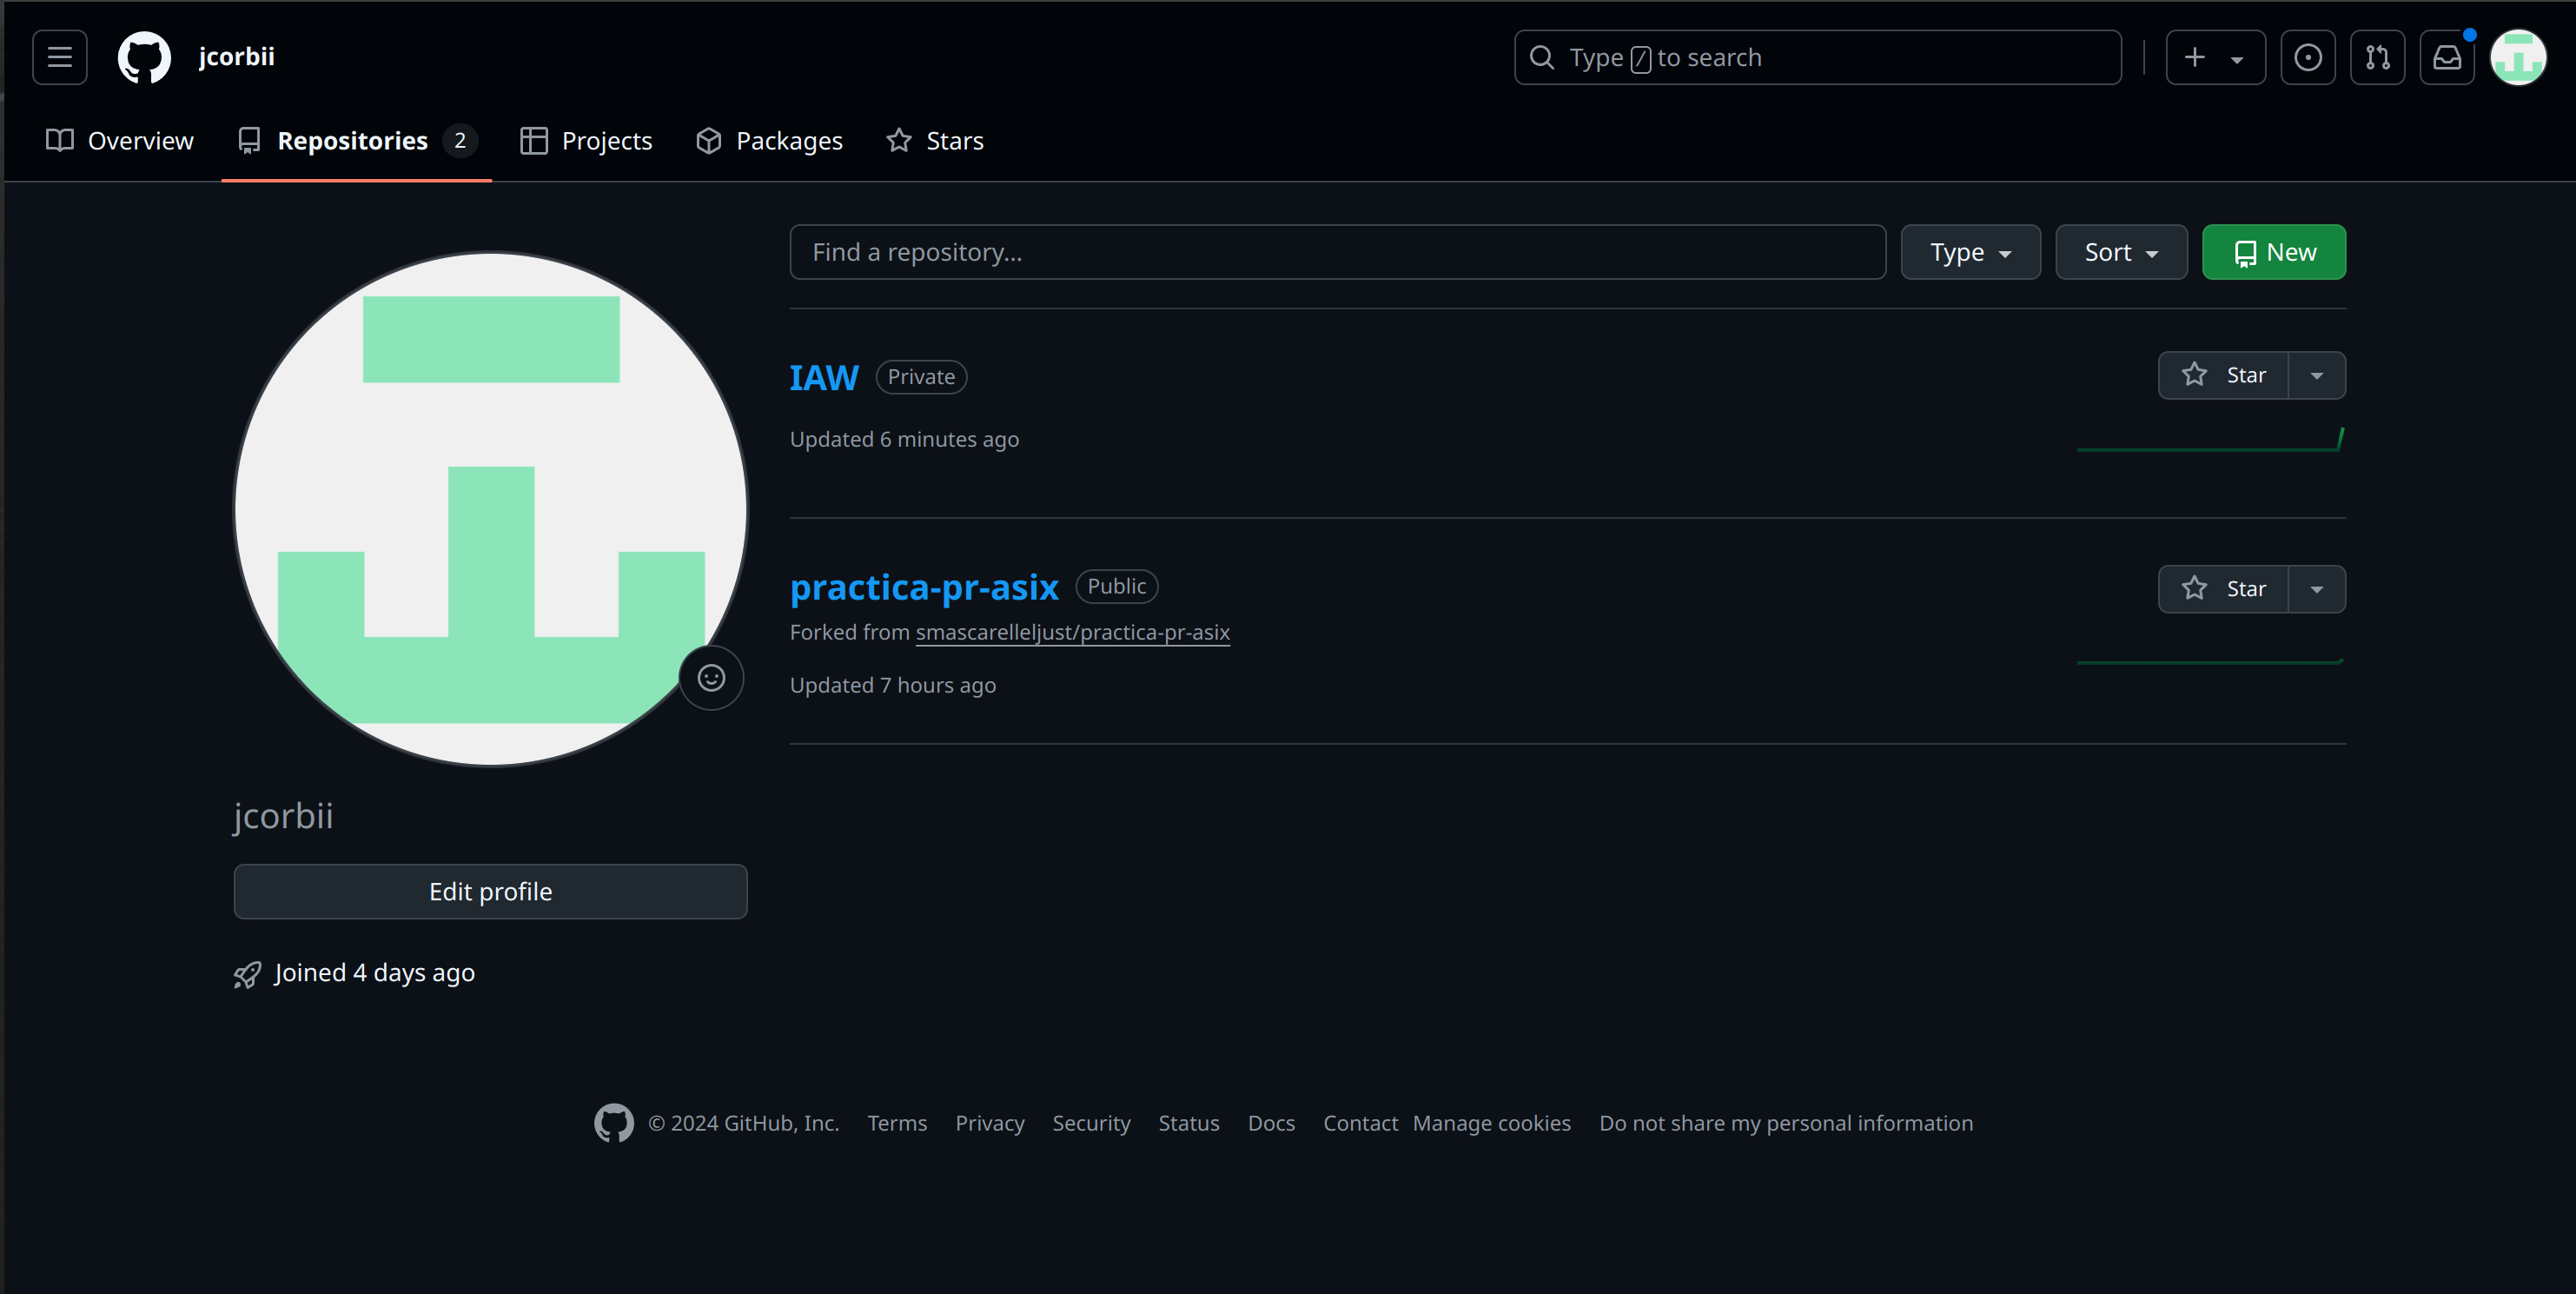 jcorbii
Type / to search
Overview
Repositories 2
Projects
Packages
Stars
Find a repository...
Type
Sort
New
IAW Private
Star
Updated 6 minutes ago
practica-pr-asix Public
Star
Forked from smascarelleljust/practica-pr-asix
Updated 7 hours ago
jcorbii
Edit profile
Joined 4 days ago
© 2024 GitHub, Inc. Terms Privacy Security Status Docs Contact Manage cookies Do not share my personal information